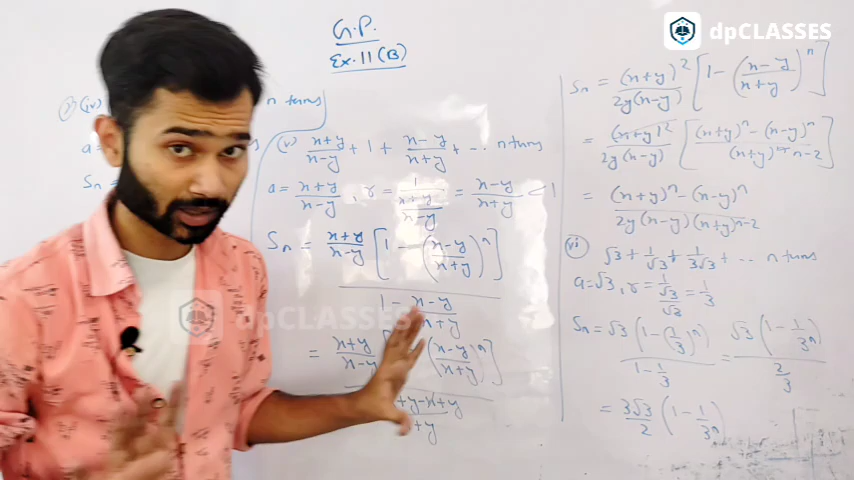 dpCLASSES
G.P.
Ex. 11 (B)
(iv) n terms
a =
Sn =
(v) x+y/x-y + 1 + x-y/x+y + ... n terms
a = x+y/x-y, r = 1/(x+y/x-y) = x-y/x+y < 1
Sn = x+y/x-y [1 - (x-y/x+y)^n]
1 - x-y/x+y
= x+y/x-y [ (x-y/x+y)^n]
+y-x+y
+y
dpCLASSES
Sn = (x+y)^2/2y(x-y) [1 - (x-y/x+y)^n]
= (x+y)^2/2y(x-y) [(x+y)^n - (x-y)^n/(x+y)^n-2]
= (x+y)^n - (x-y)^n/2y(x-y)(x+y)^n-2
(vi) √3 + 1/√3 + 1/3√3 + ... n terms
a = √3, r = 1/√3/√3 = 1/3
Sn = √3 (1 - (1/3)^n)/1 - 1/3 = √3 (1 - 1/3^n)/2/3
= 3√3/2 (1 - 1/3^n)